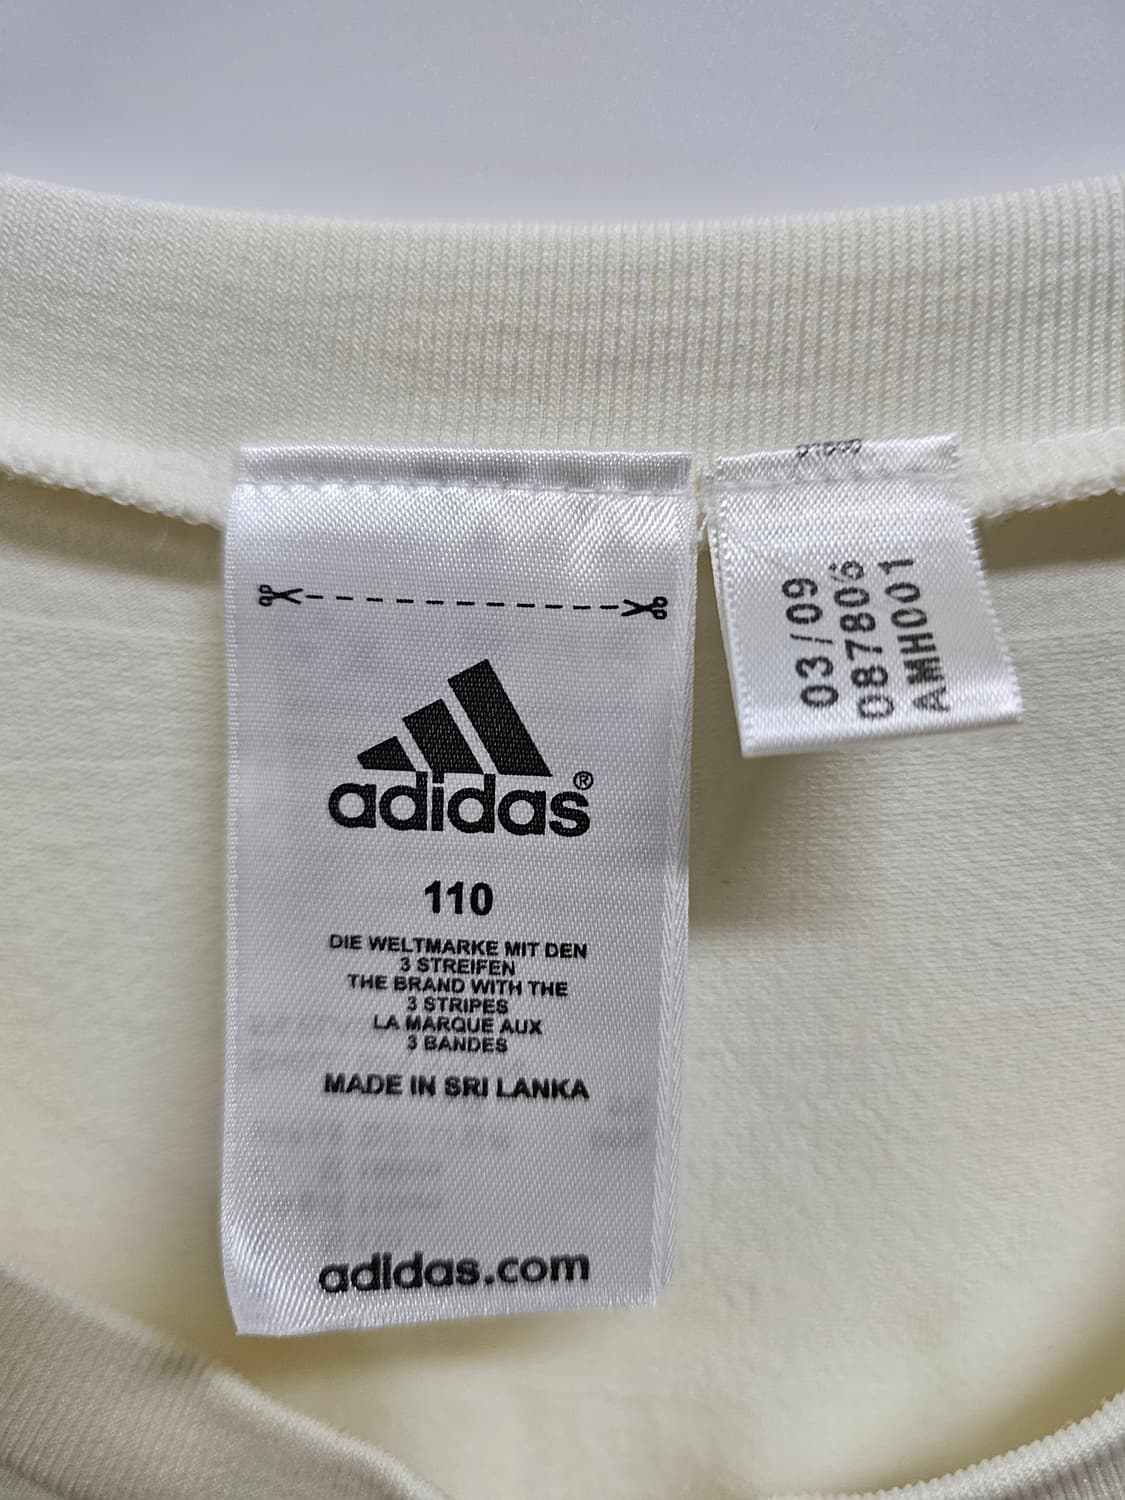 adidas®
110
DIE WELTMARKE MIT DEN
3 STREIFEN
THE BRAND WITH THE
3 STRIPES
LA MARQUE AUX
3 BANDES
MADE IN SRI LANKA
adidas.com
03/09
087806
AMH001